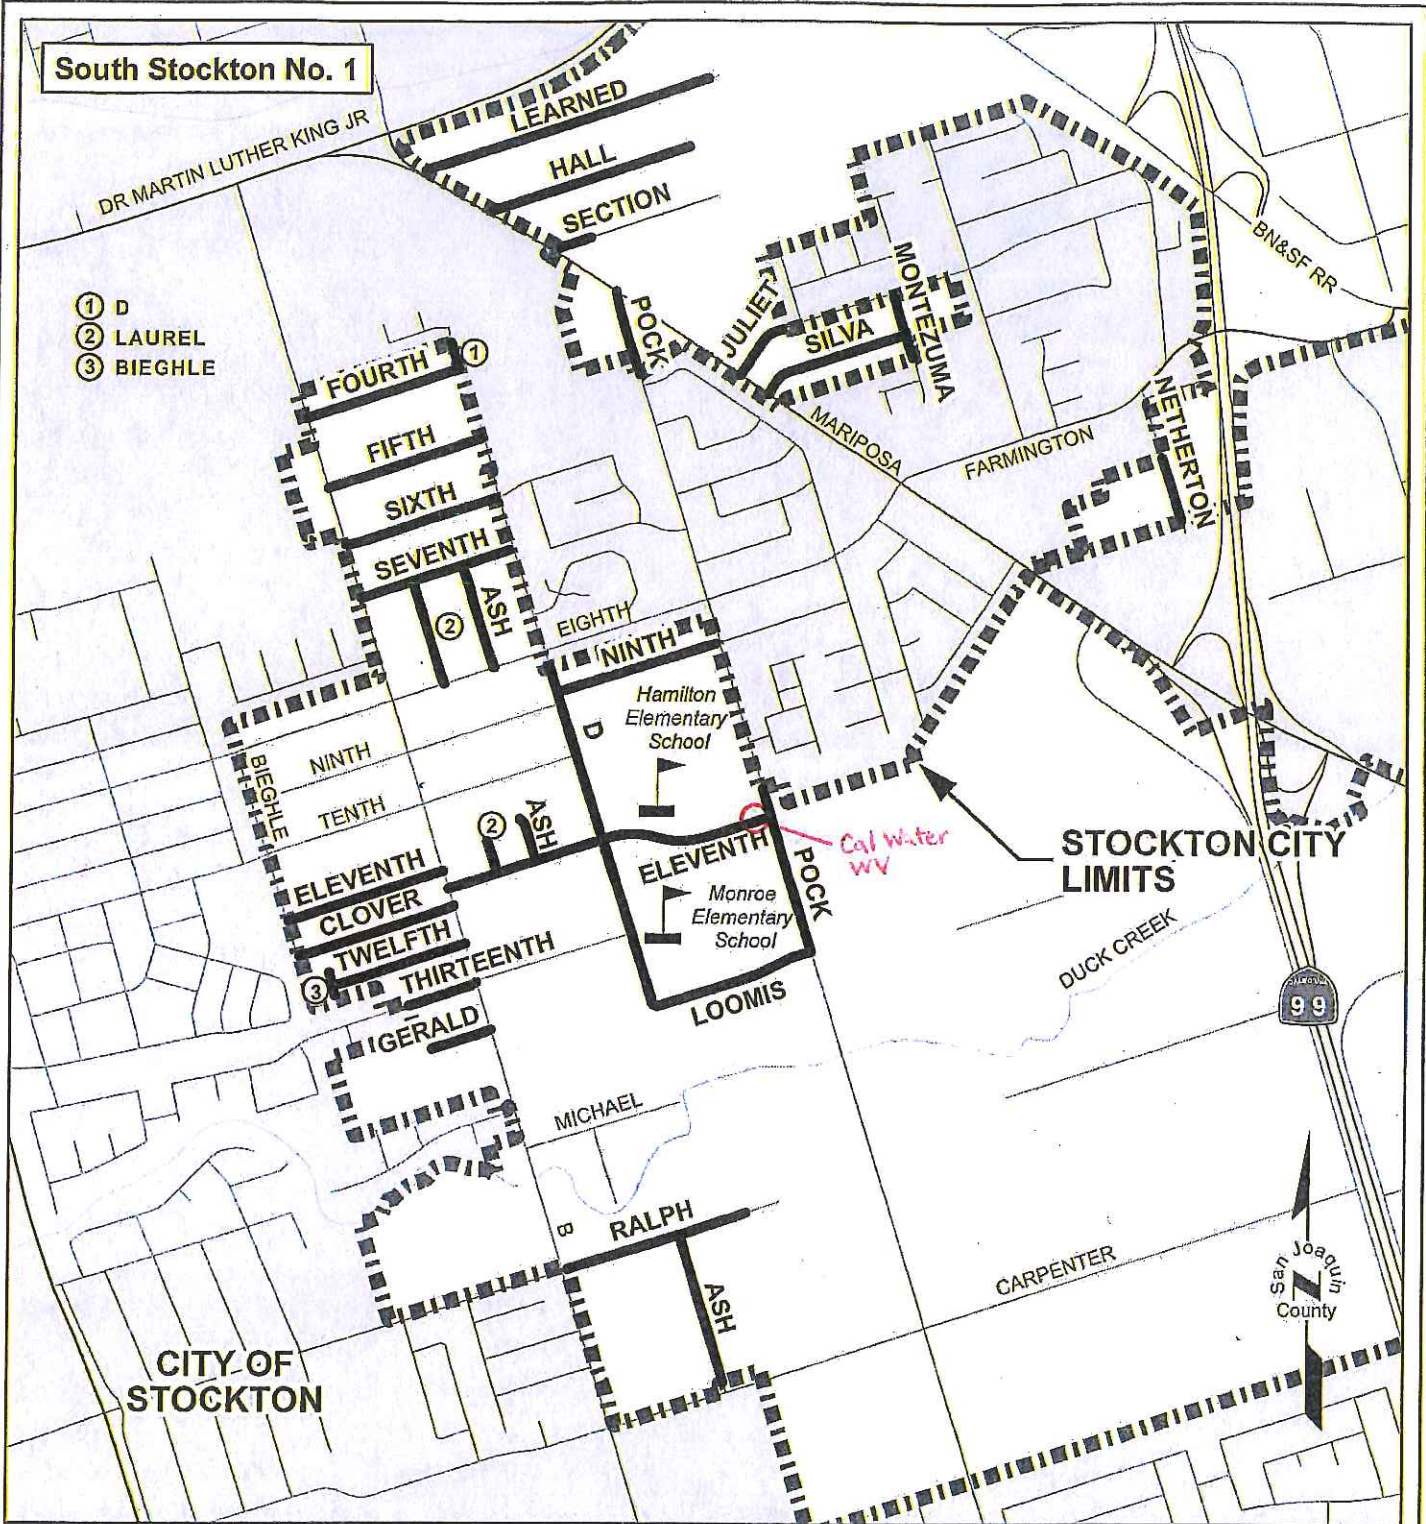 South Stockton No. 1
LEARNED
DR MARTIN LUTHER KING JR
HALL
SECTION
BN&SF RR
MONTEZUMA
1 D
2 LAUREL
3 BIEGHLE
POCK
JULIET
SILVA
1
FOURTH
NETHERTON
MARIPOSA
FARMINGTON
FIFTH
SIXTH
SEVENTH
ASH
2
EIGHTH
NINTH
Hamilton
Elementary
School
D
BIEGHLE
NINTH
TENTH
2
ASH
ELEVENTH
Cal Water
WV
STOCKTON CITY
LIMITS
POCK
ELEVENTH
CLOVER
Monroe
Elementary
School
TWELFTH
THIRTEENTH
3
DUCK CREEK
LOOMIS
99
GERALD
MICHAEL
B
RALPH
San Joaquin
County
CARPENTER
ASH
CITY OF
STOCKTON